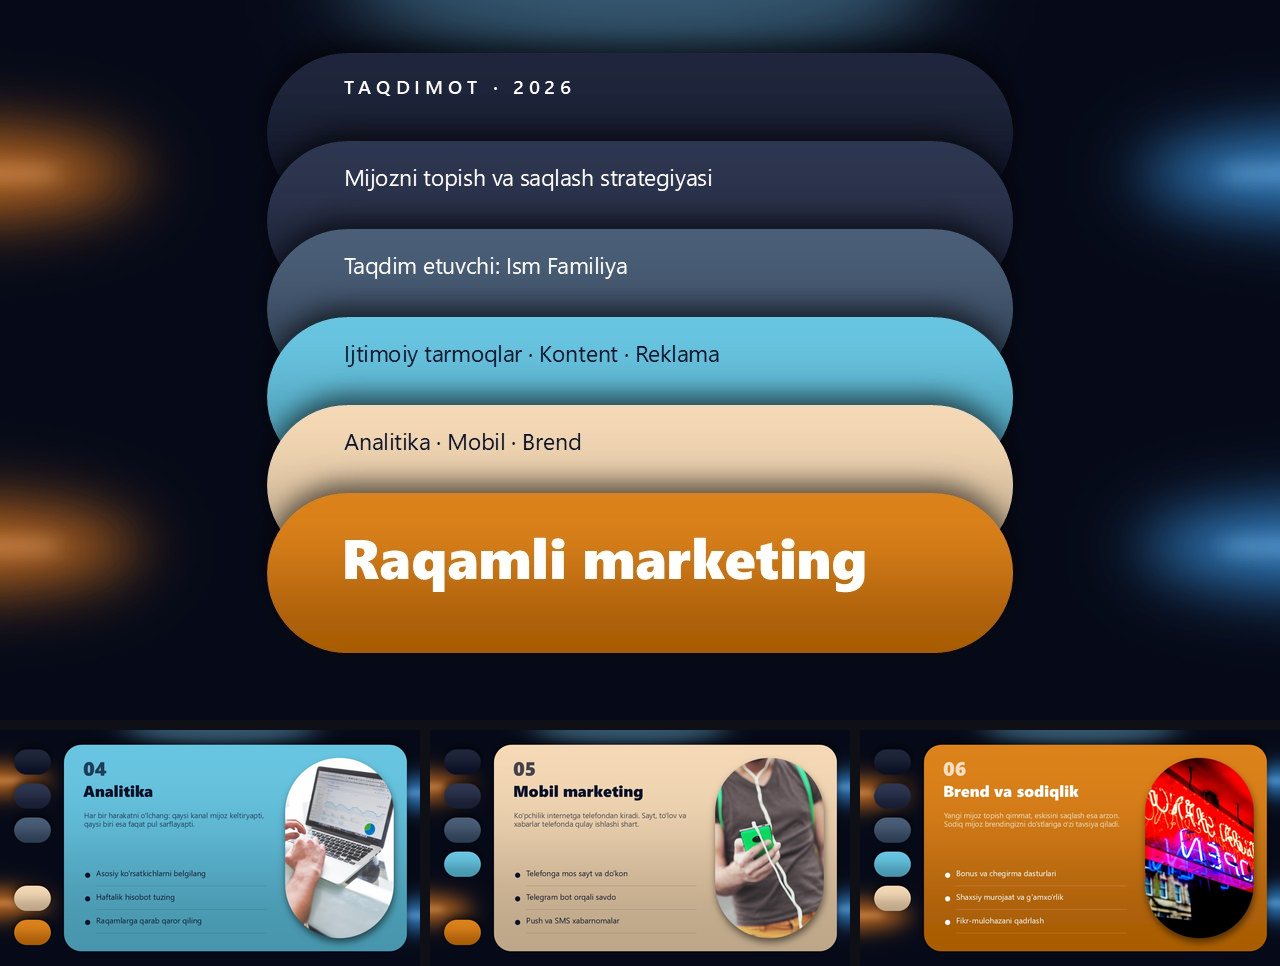 TAQDIMOT · 2026
Mijozni topish va saqlash strategiyasi
Taqdim etuvchi: Ism Familiya
Ijtimoiy tarmoqlar · Kontent · Reklama
Analitika · Mobil · Brend
Raqamli marketing
04
Analitika
Har bir harakatni o'lchang: qaysi kanal mijoz keltiryapti,
qaysi biri esa faqat pul sarflayapti.
Asosiy ko'rsatkichlarni belgilang
Haftalik hisobot tuzing
Raqamlarga qarab qaror qiling
05
Mobil marketing
Ko'pchilik internetga telefondan kiradi. Sayt, to'lov va
xabarlar telefonda qulay ishlashi shart.
Telefonga mos sayt va do'kon
Telegram bot orqali savdo
Push va SMS xabarnomalar
06
Brend va sodiqlik
Yangi mijoz topish qimmat, eskisini saqlash esa arzon.
Sodiq mijoz brendingizni do'stlariga o'zi tavsiya qiladi.
Bonus va chegirma dasturlari
Shaxsiy murojaat va g'amxo'rlik
Fikr-mulohazani qadrlash
OPEN